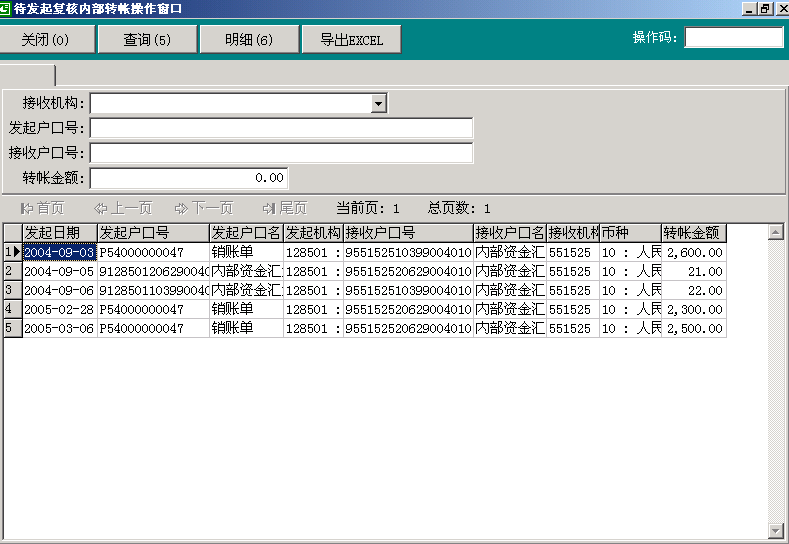 待发起复核内部转帐操作窗口
关闭(0) 查询(5) 明细(6) 导出EXCEL 操作码:
接收机构:
发起户口号:
接收户口号:
转帐金额: 0.00
首页 上一页 下一页 尾页 当前页: 1 总页数: 1
发起日期 发起户口号 发起户口名 发起机构 接收户口号 接收户口名 接收机构 币种 转帐金额
1 2004-09-03 P54000000047 销账单 128501 : 955152510399004010 内部资金汇 551525 10 : 人民 2,600.00
2 2004-09-05 912850120629004 内部资金汇 128501 : 955152520629004010 内部资金汇 551525 10 : 人民 21.00
3 2004-09-06 912850110399004 内部资金汇 128501 : 955152510399004010 内部资金汇 551525 10 : 人民 22.00
4 2005-02-28 P54000000047 销账单 128501 : 955152520629004010 内部资金汇 551525 10 : 人民 2,300.00
5 2005-03-06 P54000000047 销账单 128501 : 955152520629004010 内部资金汇 551525 10 : 人民 2,500.00